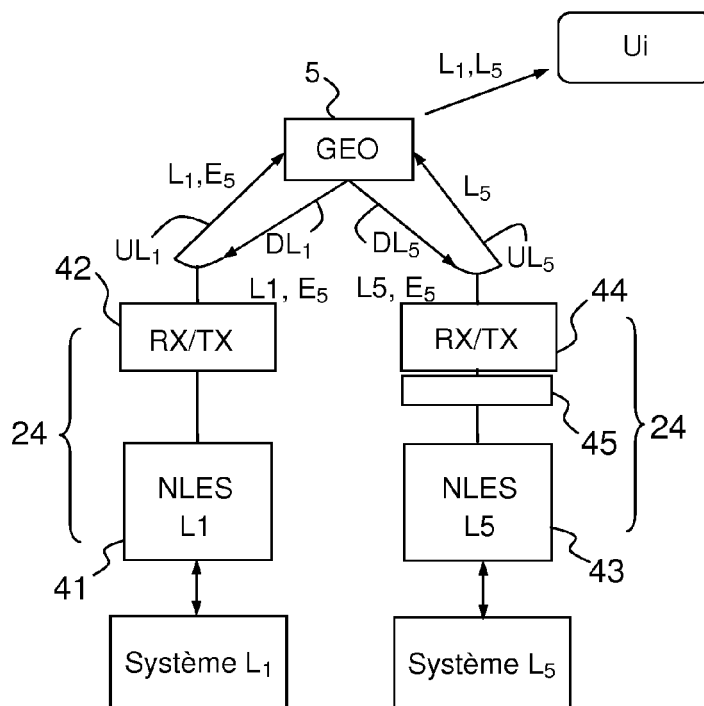 Ui
L₁,L₅
5
GEO
L₁,E₅
L₅
UL₁
DL₁
DL₅
UL₅
42
L1, E₅
L5, E₅
44
RX/TX
RX/TX
24
24
45
NLES
L1
NLES
L5
41
43
Système L₁
Système L₅